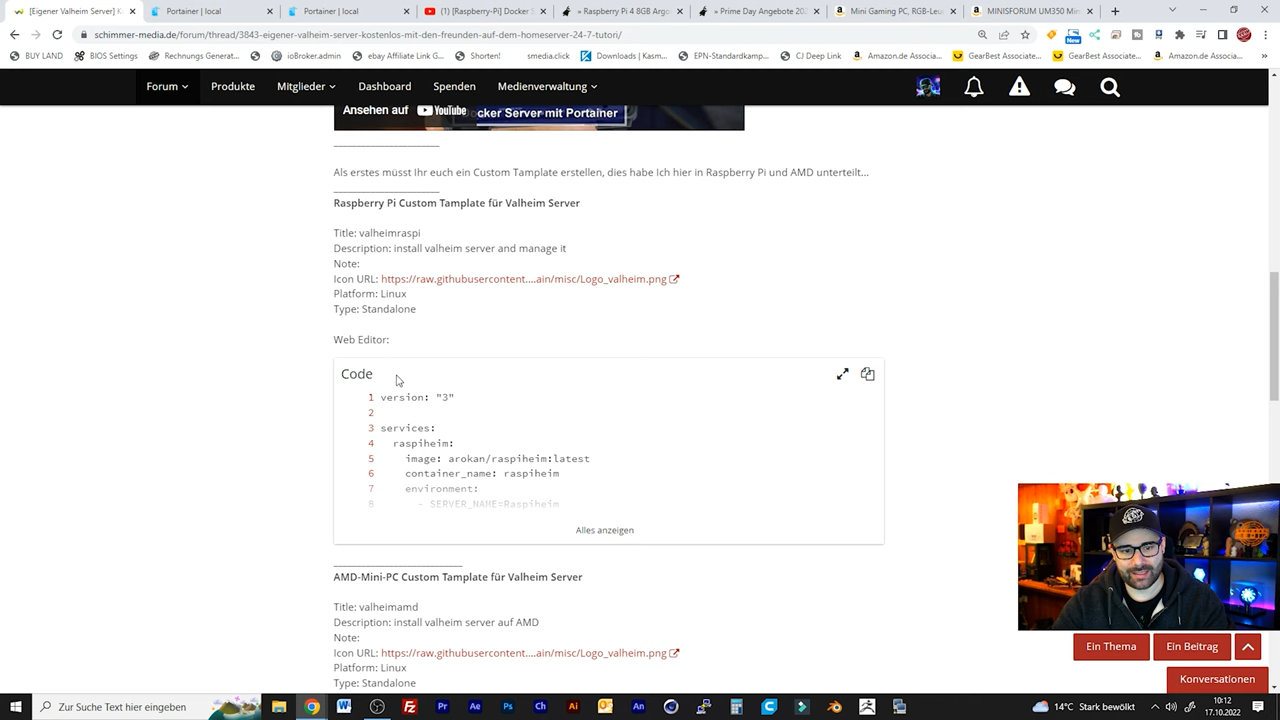 [Eigener Valheim Server] K
Portainer | local
Portainer | local
(1) [Raspberry-Pi] Docker S
» Raspberry Pi 4 8GB Argo
» Prime Day Angebote 202
Mini Gaming PC, RGB-Leu
MINISFORUM UM350 Mini
schimmer-media.de/forum/thread/3843-eigener-valheim-server-kostenlos-mit-den-freunden-auf-dem-homeserver-24-7-tutori/
New
BUY LAND
BIOS Settings
Rechnungs Generat...
ioBroker.admin
ebay Affiliate Link G...
Shorten!
smedia.click
Downloads | Kasm...
EPN-Standardkamp...
CJ Deep Link
Amazon.de Associa...
GearBest Associate...
GearBest Associate...
Amazon.de Associa...
Forum
Produkte
Mitglieder
Dashboard
Spenden
Medienverwaltung
Ansehen auf YouTube
ocker Server mit Portainer
Als erstes müsst Ihr euch ein Custom Tamplate erstellen, dies habe Ich hier in Raspberry Pi und AMD unterteilt...
Raspberry Pi Custom Tamplate für Valheim Server
Title: valheimraspi
Description: install valheim server and manage it
Note:
Icon URL: https://raw.githubusercontent....ain/misc/Logo_valheim.png
Platform: Linux
Type: Standalone
Web Editor:
Code
1 version: "3"
2
3 services:
4 raspiheim:
5 image: arokan/raspiheim:latest
6 container_name: raspiheim
7 environment:
8 - SERVER_NAME=Raspiheim
Alles anzeigen
AMD-Mini-PC Custom Tamplate für Valheim Server
Title: valheimamd
Description: install valheim server auf AMD
Note:
Icon URL: https://raw.githubusercontent....ain/misc/Logo_valheim.png
Platform: Linux
Type: Standalone
Ein Thema
Ein Beitrag
Konversationen
Zur Suche Text hier eingeben
14°C Stark bewölkt
10:12
17.10.2022